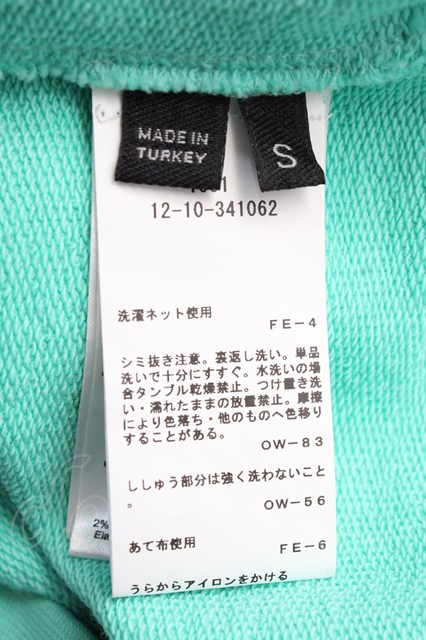 MADE IN
TURKEY
S
12-10-341062
洗濯ネット使用
FE-4
シミ抜き注意。裏返し洗い。単品
洗いで十分にすすぐ。水洗いの場
合タンブル乾燥禁止。つけ置き洗
い・濡れたままの放置禁止。摩擦
により色落ち・他のものへ色移り
することがある。
OW-83
ししゅう部分は強く洗わないこと
。
OW-56
あて布使用
FE-6
うらからアイロンをかける
2%